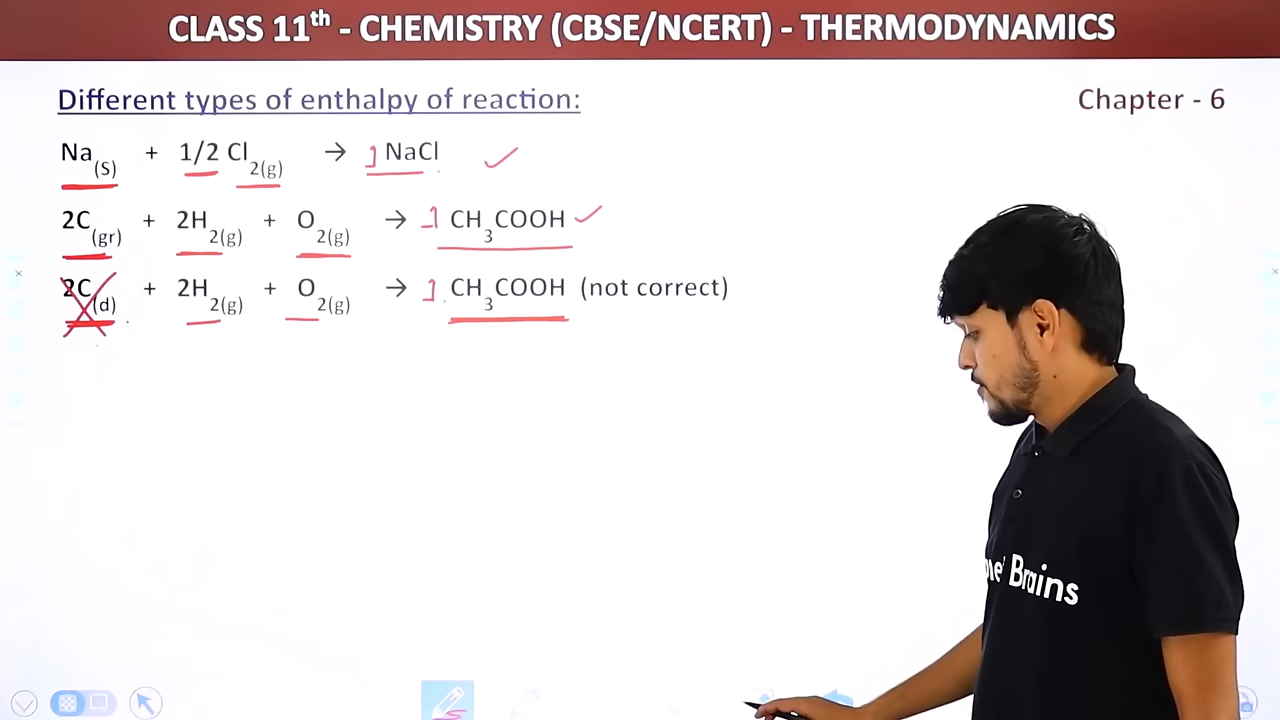 CLASS 11th - CHEMISTRY (CBSE/NCERT) - THERMODYNAMICS
Different types of enthalpy of reaction:
Chapter - 6
Na(S) + 1/2 Cl2(g) → 1 NaCl
2C(gr) + 2H2(g) + O2(g) → 1 CH3COOH
2C(d) + 2H2(g) + O2(g) → 1 CH3COOH (not correct)
Brains